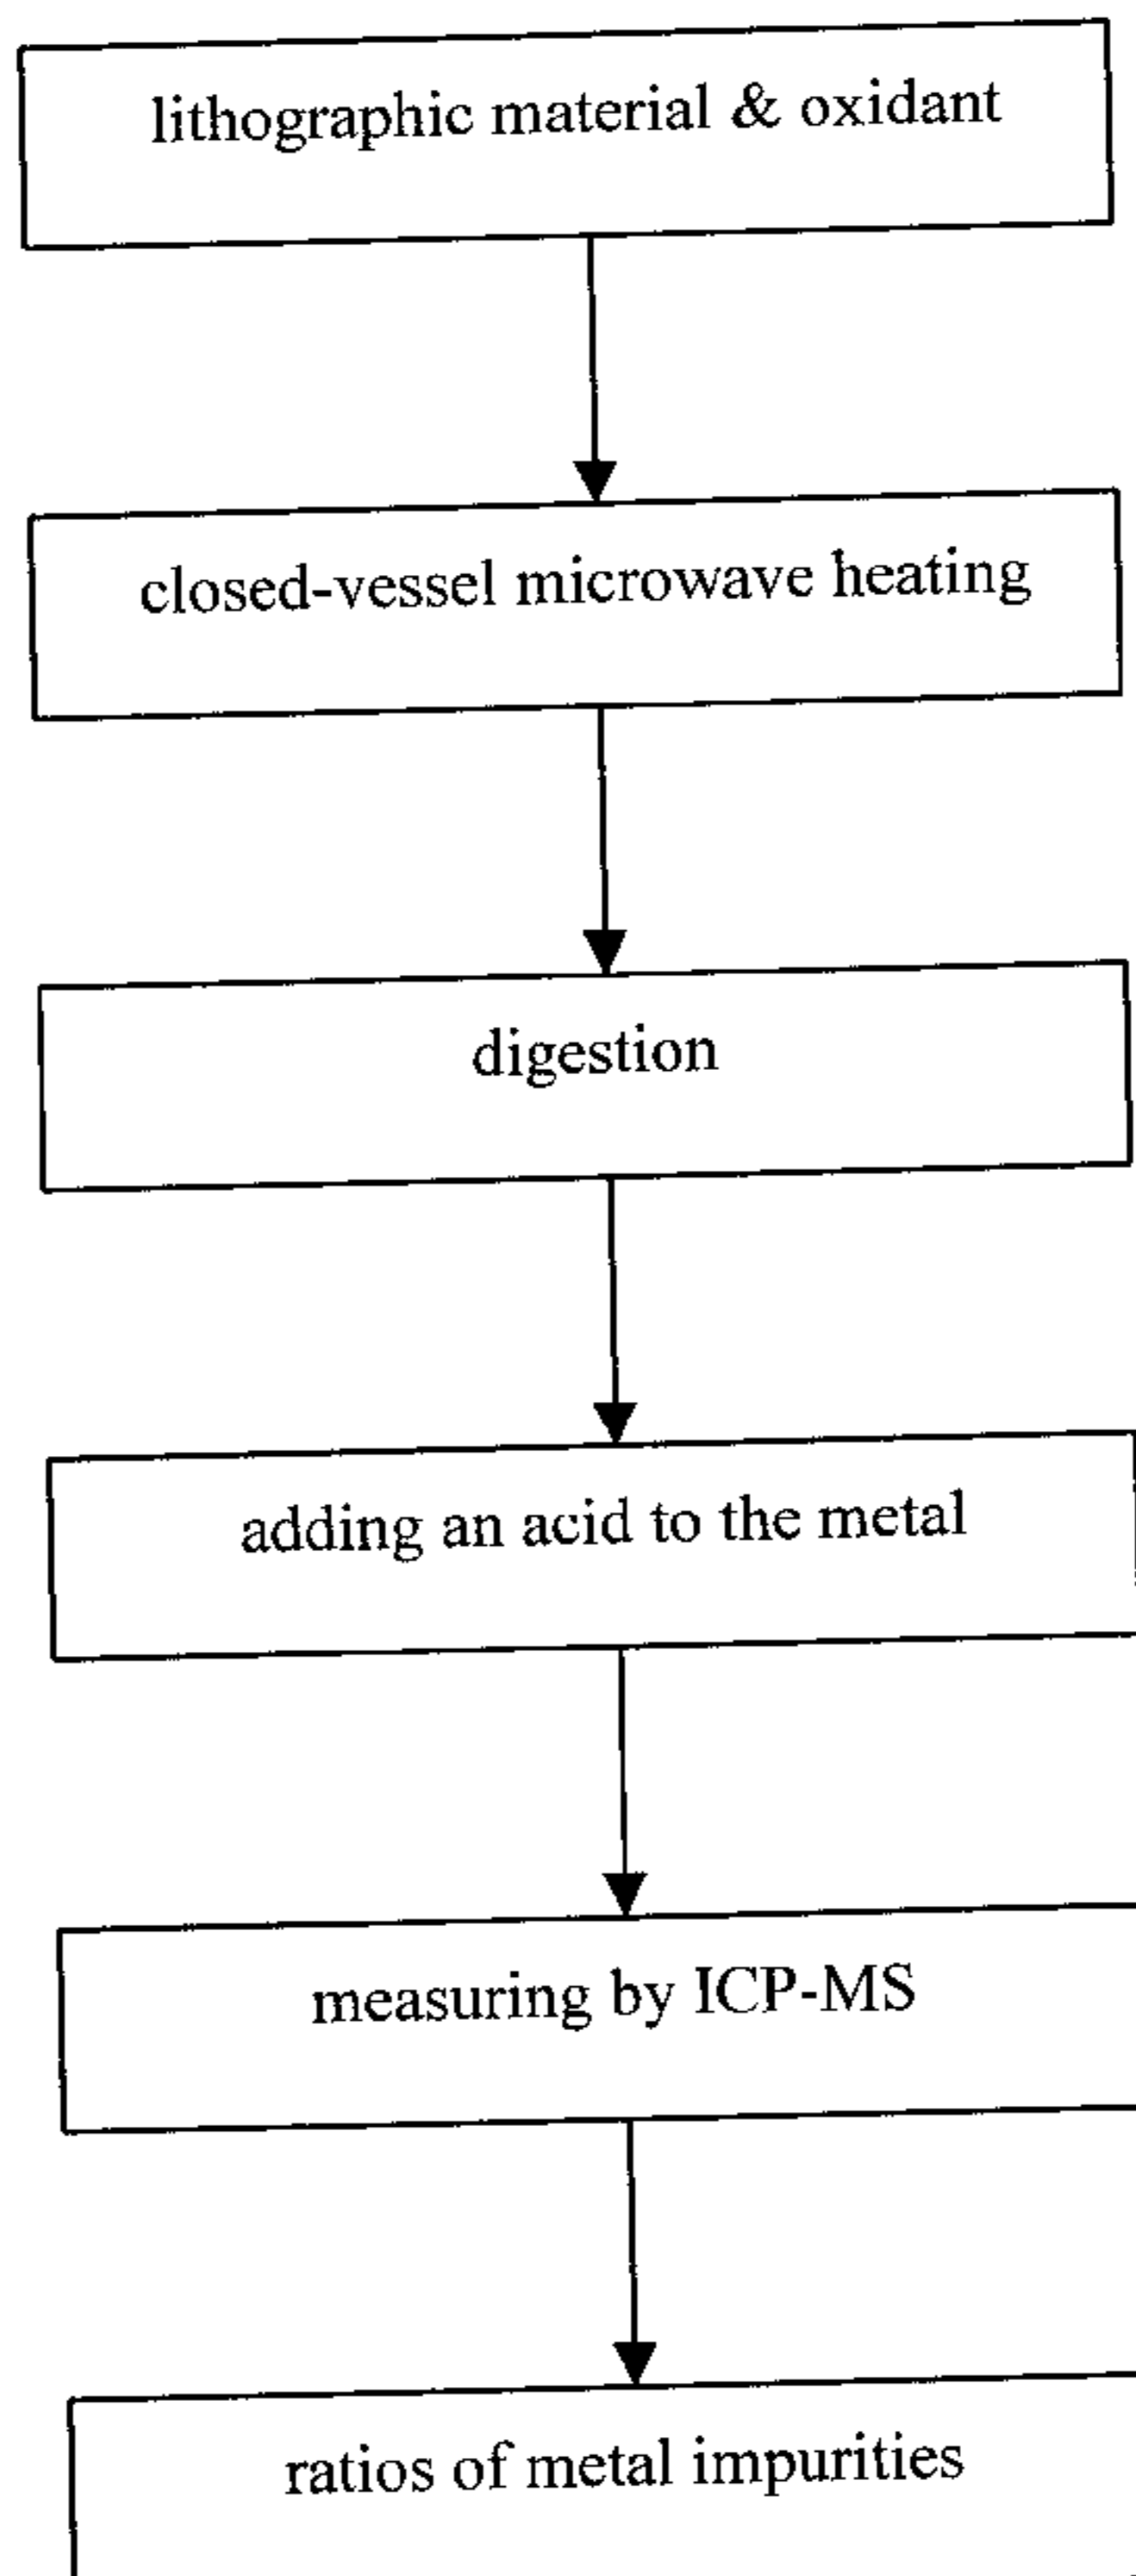 lithographic material & oxidant
closed-vessel microwave heating
digestion
adding an acid to the metal
measuring by ICP-MS
ratios of metal impurities